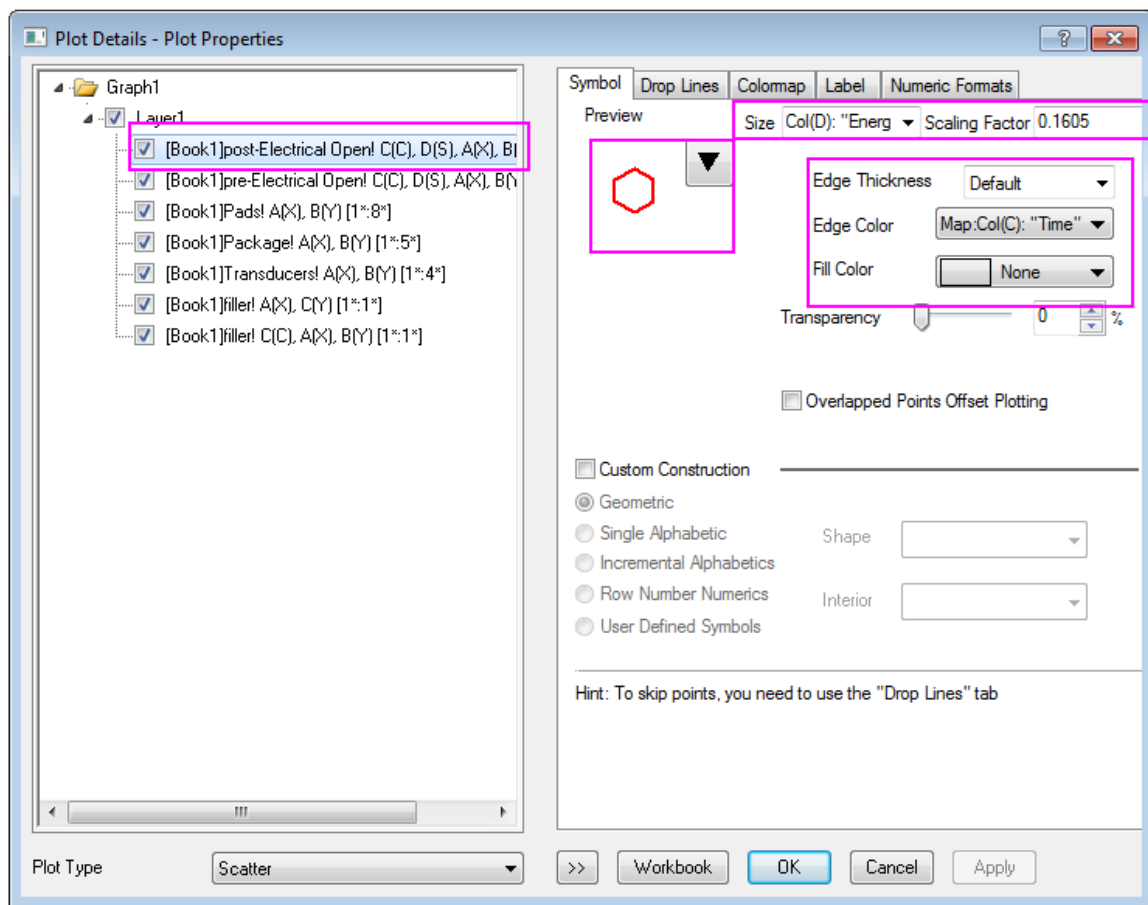 Plot Details - Plot Properties
Graph1
Layer1
[Book1]post-Electrical Open! C(C), D(S), A(X), B(
[Book1]pre-Electrical Open! C(C), D(S), A(X), B(Y
[Book1]Pads! A(X), B(Y) [1*:8*]
[Book1]Package! A(X), B(Y) [1*:5*]
[Book1]Transducers! A(X), B(Y) [1*:4*]
[Book1]filler! A(X), C(Y) [1*:1*]
[Book1]filler! C(C), A(X), B(Y) [1*:1*]
Plot Type Scatter
Symbol Drop Lines Colormap Label Numeric Formats
Preview
Size Col(D): "Energ Scaling Factor 0.1605
Edge Thickness Default
Edge Color Map:Col(C): "Time"
Fill Color None
Transparency 0 %
Overlapped Points Offset Plotting
Custom Construction
Geometric
Single Alphabetic
Incremental Alphabetics
Row Number Numerics
User Defined Symbols
Shape
Interior
Hint: To skip points, you need to use the "Drop Lines" tab
>> Workbook OK Cancel Apply